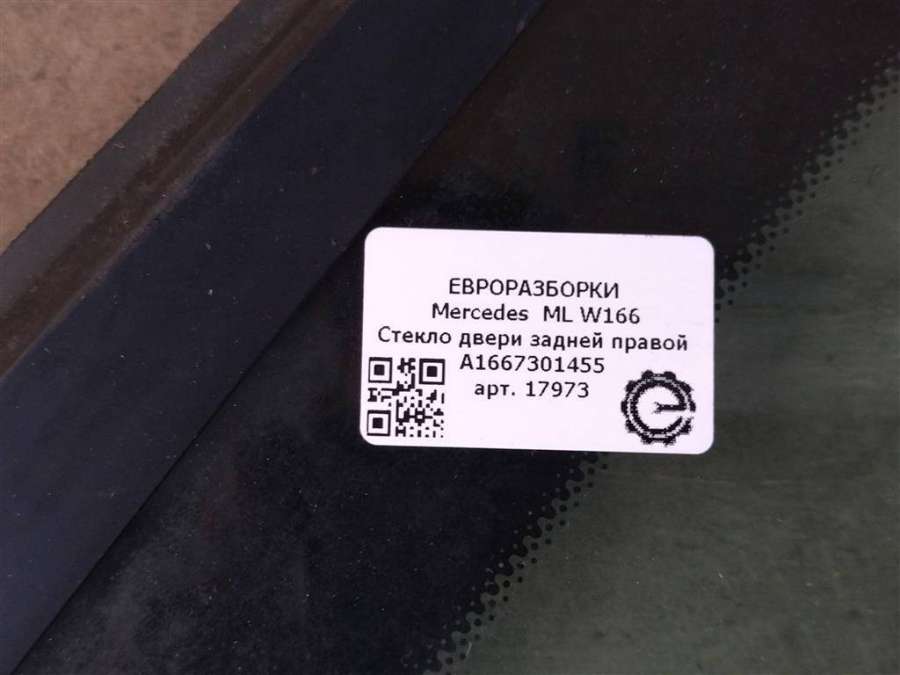 ЕВРОРАЗБОРКИ
Mercedes ML W166
Стекло двери задней правой
A1667301455
арт. 17973